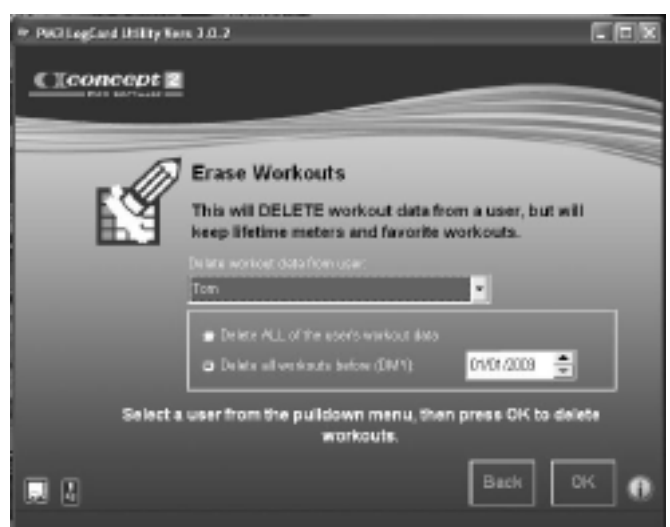 PM3 LogCard Utility Vers 3.0.2
concept 2
Erase Workouts
This will DELETE workout data from a user, but will
keep lifetime meters and favorite workouts.
Delete workout data from user:
Tom
Delete ALL of the user's workout data
Delete all workouts before (DMY):
01/01/2009
Select a user from the pulldown menu, then press OK to delete
workouts.
Back
OK